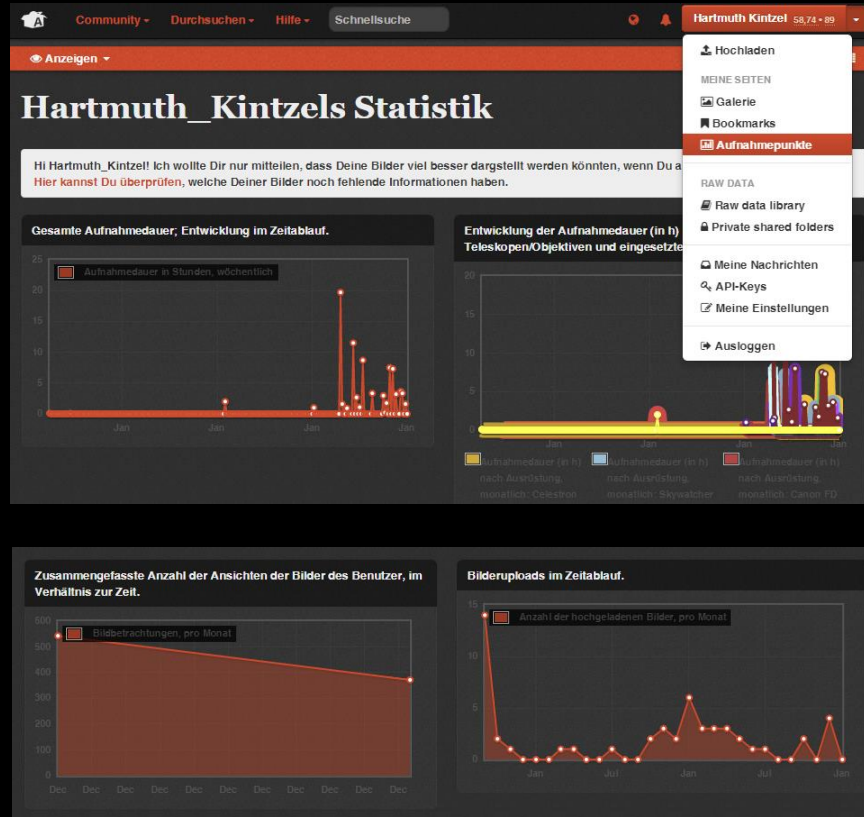 Community
Durchsuchen
Hilfe
Schnellsuche
Hartmuth Kintzel 58,74 • 89
Anzeigen
Hartmuth_Kintzels Statistik
Hi Hartmuth_Kintzel! Ich wollte Dir nur mitteilen, dass Deine Bilder viel besser dargstellt werden könnten, wenn Du a
Hier kannst Du überprüfen, welche Deiner Bilder noch fehlende Informationen haben.
Hochladen
MEINE SEITEN
Galerie
Bookmarks
Aufnahmepunkte
RAW DATA
Raw data library
Private shared folders
Meine Nachrichten
API-Keys
Meine Einstellungen
Ausloggen
Gesamte Aufnahmedauer; Entwicklung im Zeitablauf.
Aufnahmedauer in Stunden, wöchentlich
25
20
15
10
5
0
Jan Jan Jan Jan
Entwicklung der Aufnahmedauer (in h)
Teleskopen/Objektiven und eingesetzte
20
15
10
5
0
Jan Jan Jan Jan
Aufnahmedauer (in h) nach Ausrüstung, monatlich: Celestron
Aufnahmedauer (in h) nach Ausrüstung, monatlich: Skywatcher
Aufnahmedauer (in h) nach Ausrüstung, monatlich: Canon FD
Zusammengefasste Anzahl der Ansichten der Bilder des Benutzer, im
Verhältnis zur Zeit.
Bildbetrachtungen, pro Monat
600
500
400
300
200
100
0
Dec Dec Dec Dec Dec Dec Dec Dec Dec Dec Dec
Bilderuploads im Zeitablauf.
Anzahl der hochgeladenen Bilder, pro Monat
15
10
5
0
Jan Jul Jan Jul Jan